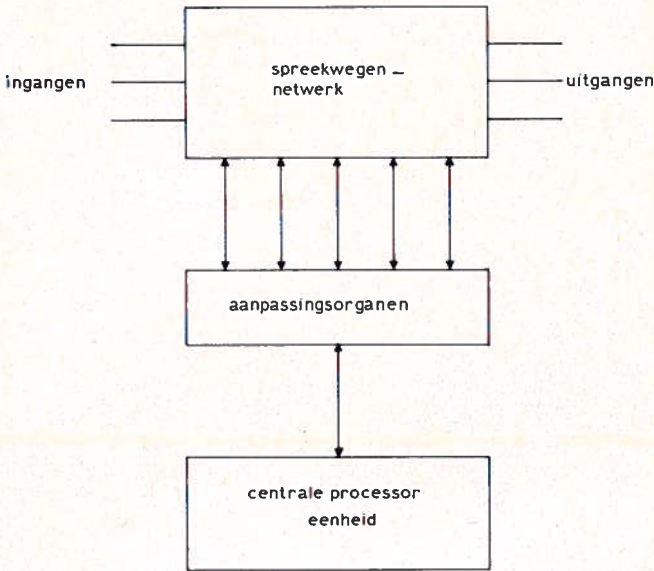 spreekwegen –
netwerk
ingangen
uitgangen
aanpassingsorganen
centrale processor
eenheid